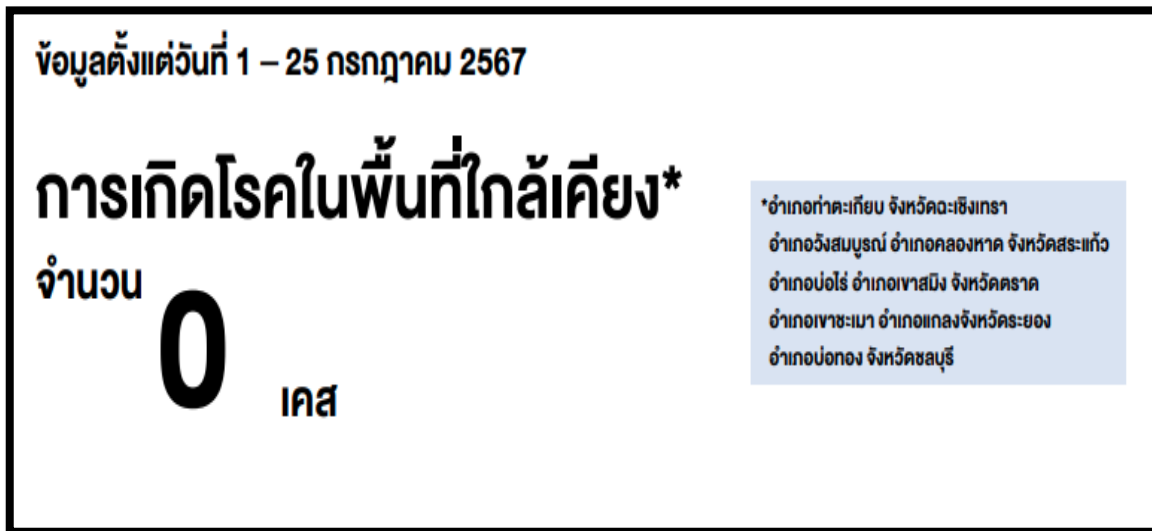 ข้อมูลตั้งแต่วันที่ 1 – 25 กรกฎาคม 2567
การเกิดโรคในพื้นที่ใกล้เคียง*
จำนวน
0
เคส
*อำเภอท่าตะเกียบ จังหวัดฉะเชิงเทรา
อำเภอวังสมบูรณ์ อำเภอคลองหาด จังหวัดสระแก้ว
อำเภอบ่อไร่ อำเภอเขาสมิง จังหวัดตราด
อำเภอเขาชะเมา อำเภอแกลงจังหวัดระยอง
อำเภอบ่อทอง จังหวัดชลบุรี